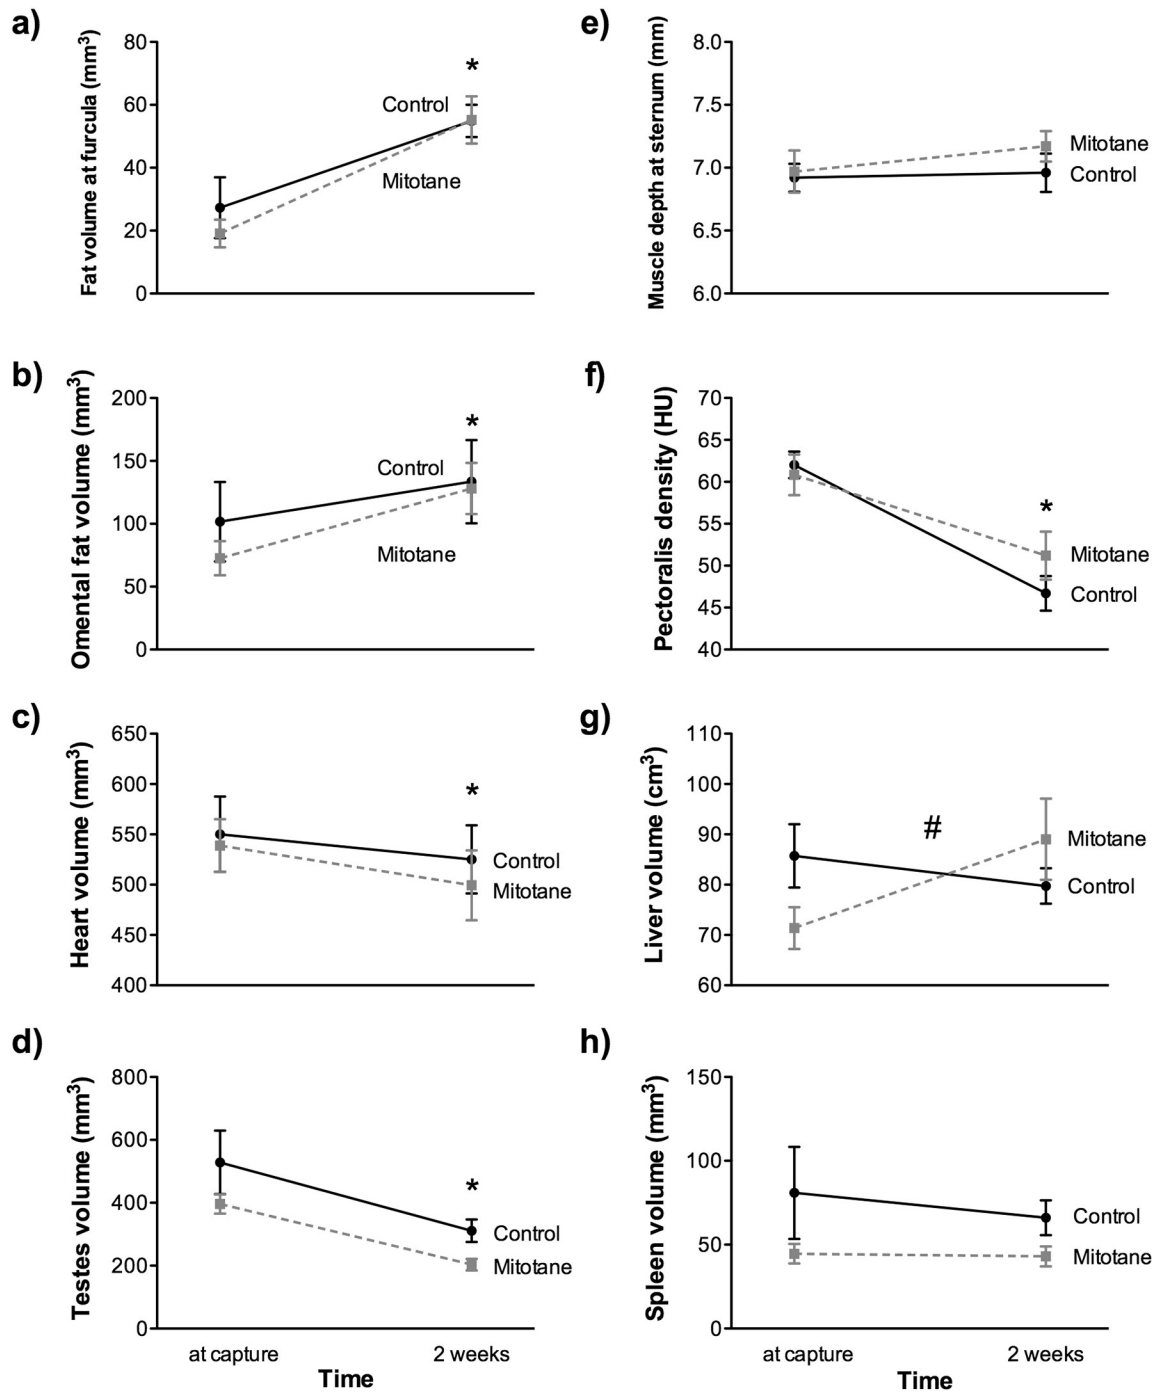 a)
Fat volume at furcula (mm³)
80
60
40
20
0
*
Control
Mitotane
e)
Muscle depth at sternum (mm)
8.0
7.5
7.0
6.5
6.0
Mitotane
Control
b)
Omental fat volume (mm³)
200
150
100
50
0
*
Control
Mitotane
f)
Pectoralis density (HU)
70
65
60
55
50
45
40
*
Mitotane
Control
c)
Heart volume (mm³)
650
600
550
500
450
400
*
Control
Mitotane
g)
Liver volume (cm³)
110
100
90
80
70
60
#
Mitotane
Control
d)
Testes volume (mm³)
800
600
400
200
0
*
Control
Mitotane
at capture
2 weeks
Time
h)
Spleen volume (mm³)
150
100
50
0
Control
Mitotane
at capture
2 weeks
Time